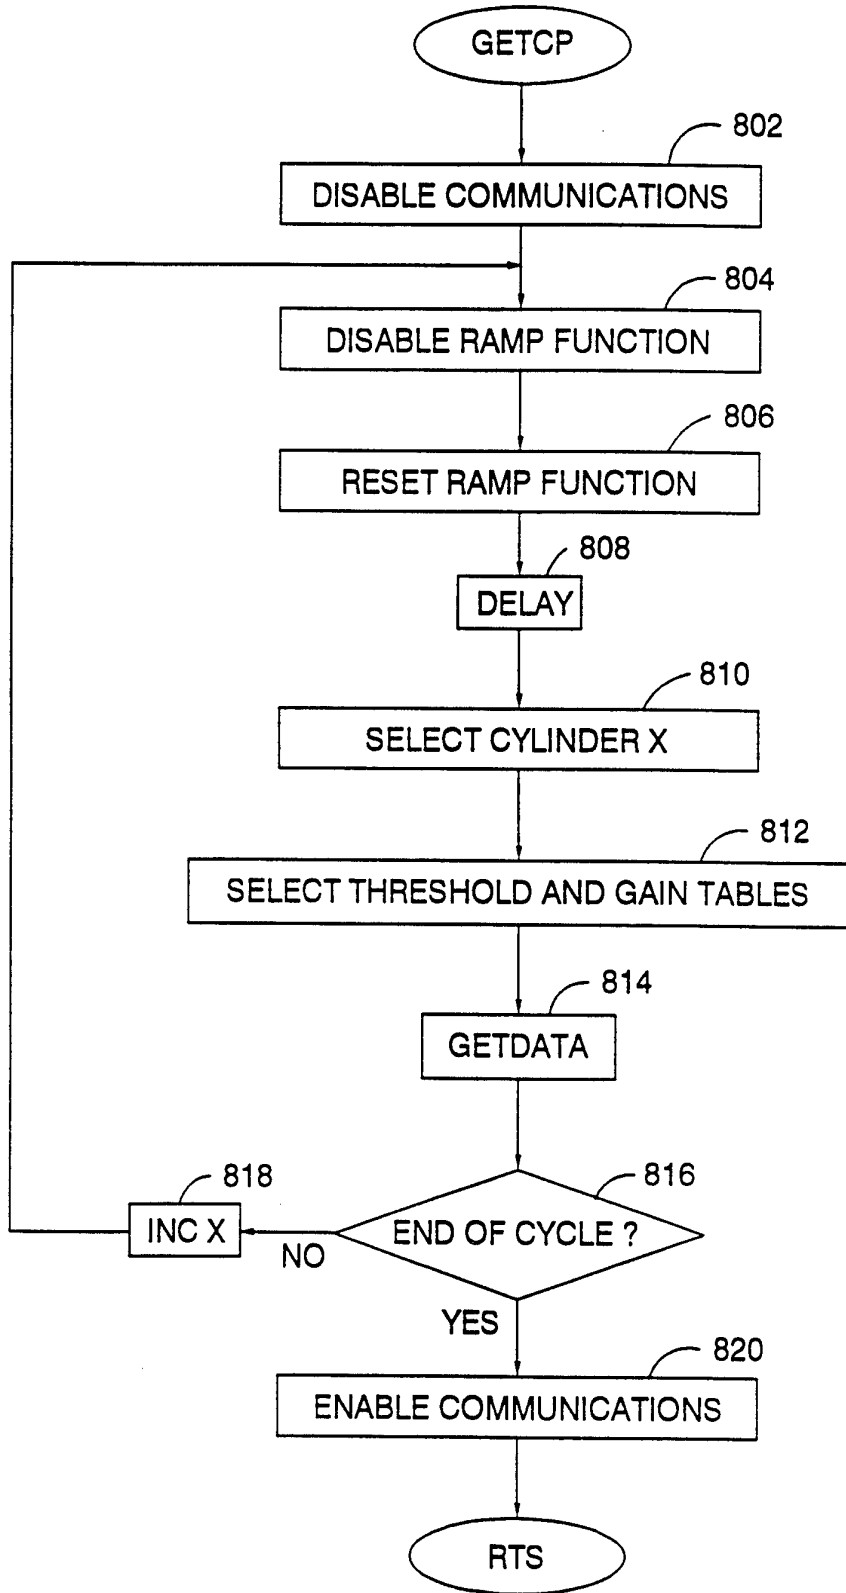 GETCP
802
DISABLE COMMUNICATIONS
804
DISABLE RAMP FUNCTION
806
RESET RAMP FUNCTION
808
DELAY
810
SELECT CYLINDER X
812
SELECT THRESHOLD AND GAIN TABLES
814
GETDATA
816
END OF CYCLE ?
818
INC X
NO
YES
820
ENABLE COMMUNICATIONS
RTS